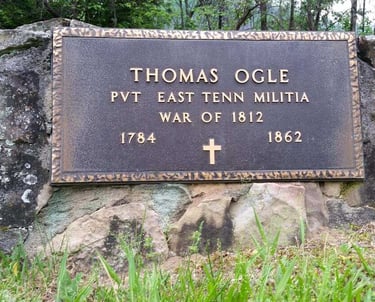 THOMAS OGLE
PVT EAST TENN MILITIA
WAR OF 1812
1784 1862